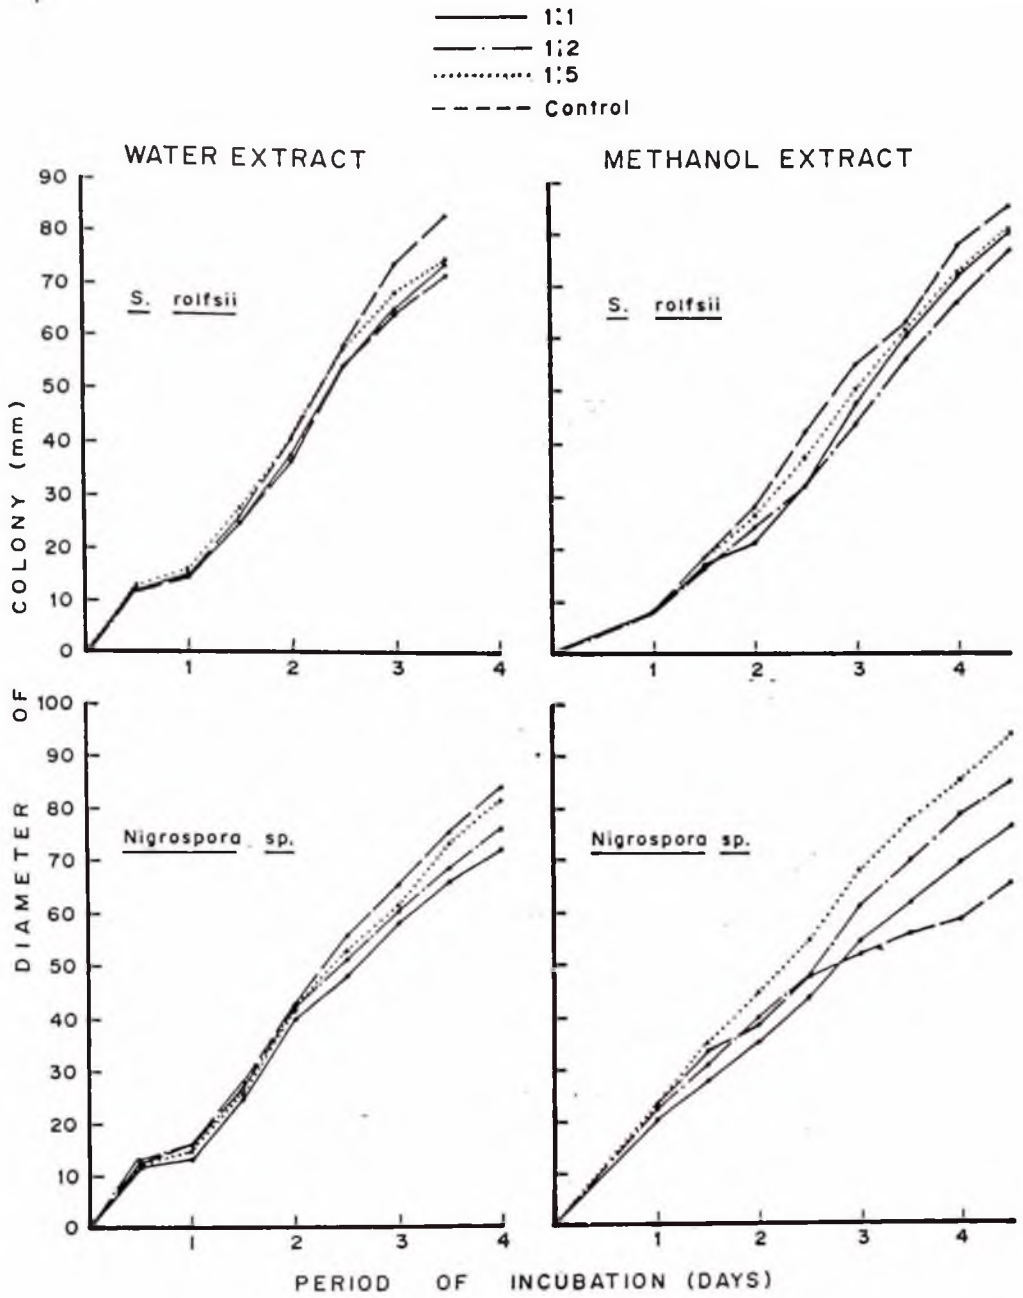 1:1
1:2
1:5
Control
WATER EXTRACT
METHANOL EXTRACT
90
80
70
60
50
40
30
20
10
0
S. rolfsii
1 2 3 4
S. rolfsii
1 2 3 4
100
90
80
70
60
50
40
30
20
10
0
Nigrospora sp.
1 2 3 4
Nigrospora sp.
1 2 3 4
DIAMETER OF COLONY (mm)
PERIOD OF INCUBATION (DAYS)